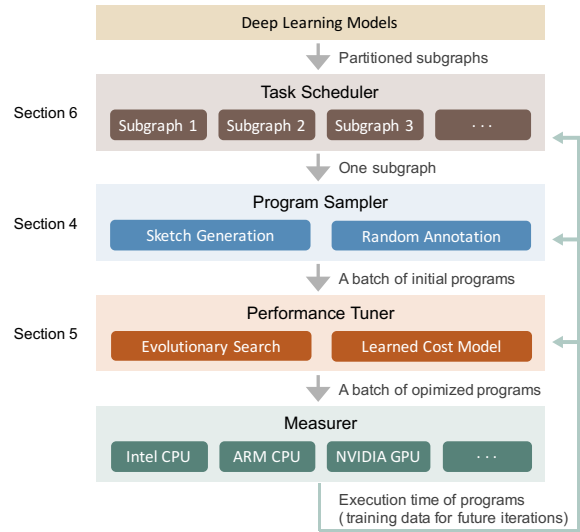 Deep Learning Models
Partitioned subgraphs
Section 6
Task Scheduler
Subgraph 1 Subgraph 2 Subgraph 3 · · ·
One subgraph
Section 4
Program Sampler
Sketch Generation Random Annotation
A batch of initial programs
Section 5
Performance Tuner
Evolutionary Search Learned Cost Model
A batch of opimized programs
Measurer
Intel CPU ARM CPU NVIDIA GPU · · ·
Execution time of programs
( training data for future iterations)